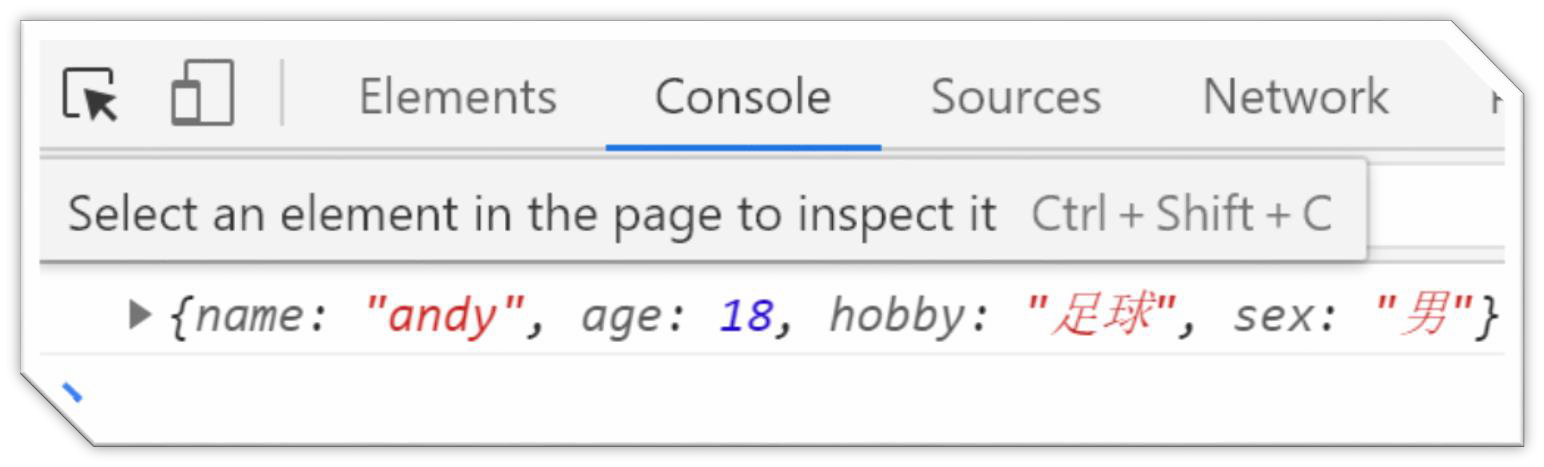 Elements Console Sources Network
Select an element in the page to inspect it Ctrl + Shift + C
▶ {name: "andy", age: 18, hobby: "足球", sex: "男"}